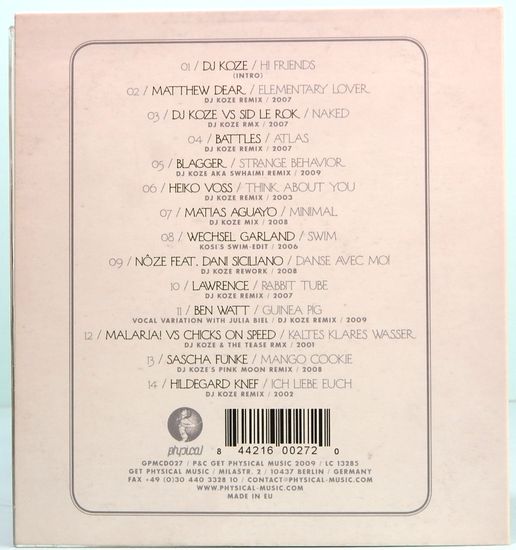 01 / DJ KOZE / HI FRIENDS
(INTRO)
02 / MATTHEW DEAR / ELEMENTARY LOVER
DJ KOZE REMIX / 2007
03 / DJ KOZE VS SID LE ROK / NAKED
DJ KOZE RMX / 2007
04 / BATTLES / ATLAS
DJ KOZE REMIX / 2007
05 / BLAGGER / STRANGE BEHAVIOR
DJ KOZE AKA SWHAIMI REMIX / 2009
06 / HEIKO VOSS / THINK ABOUT YOU
DJ KOZE REMIX / 2003
07 / MATIAS AGUAYO / MINIMAL
DJ KOZE MIX / 2008
08 / WECHSEL GARLAND / SWIM
KOSI'S SWIM-EDIT / 2006
09 / NÔZE FEAT. DANI SICILIANO / DANSE AVEC MOI
DJ KOZE REWORK / 2008
10 / LAWRENCE / RABBIT TUBE
DJ KOZE REMIX / 2007
11 / BEN WATT / GUINEA PIG
VOCAL VARIATION WITH JULIA BIEL / DJ KOZE REMIX / 2009
12 / MALARIA! VS CHICKS ON SPEED / KALTES KLARES WASSER
DJ KOZE & THE TEASE RMX / 2001
13 / SASCHA FUNKE / MANGO COOKIE
DJ KOZE'S PINK MOON REMIX / 2008
14 / HILDEGARD KNEF / ICH LIEBE EUCH
DJ KOZE REMIX / 2002
physical
8 44216 00272 0
GPMCD027 / P&C GET PHYSICAL MUSIC 2009 / LC 13285
GET PHYSICAL MUSIC / MILASTR. 2 / 10437 BERLIN / GERMANY
FAX +49 (0)30 440 3328 10 / CONTACT@PHYSICAL-MUSIC.COM
WWW.PHYSICAL-MUSIC.COM
MADE IN EU